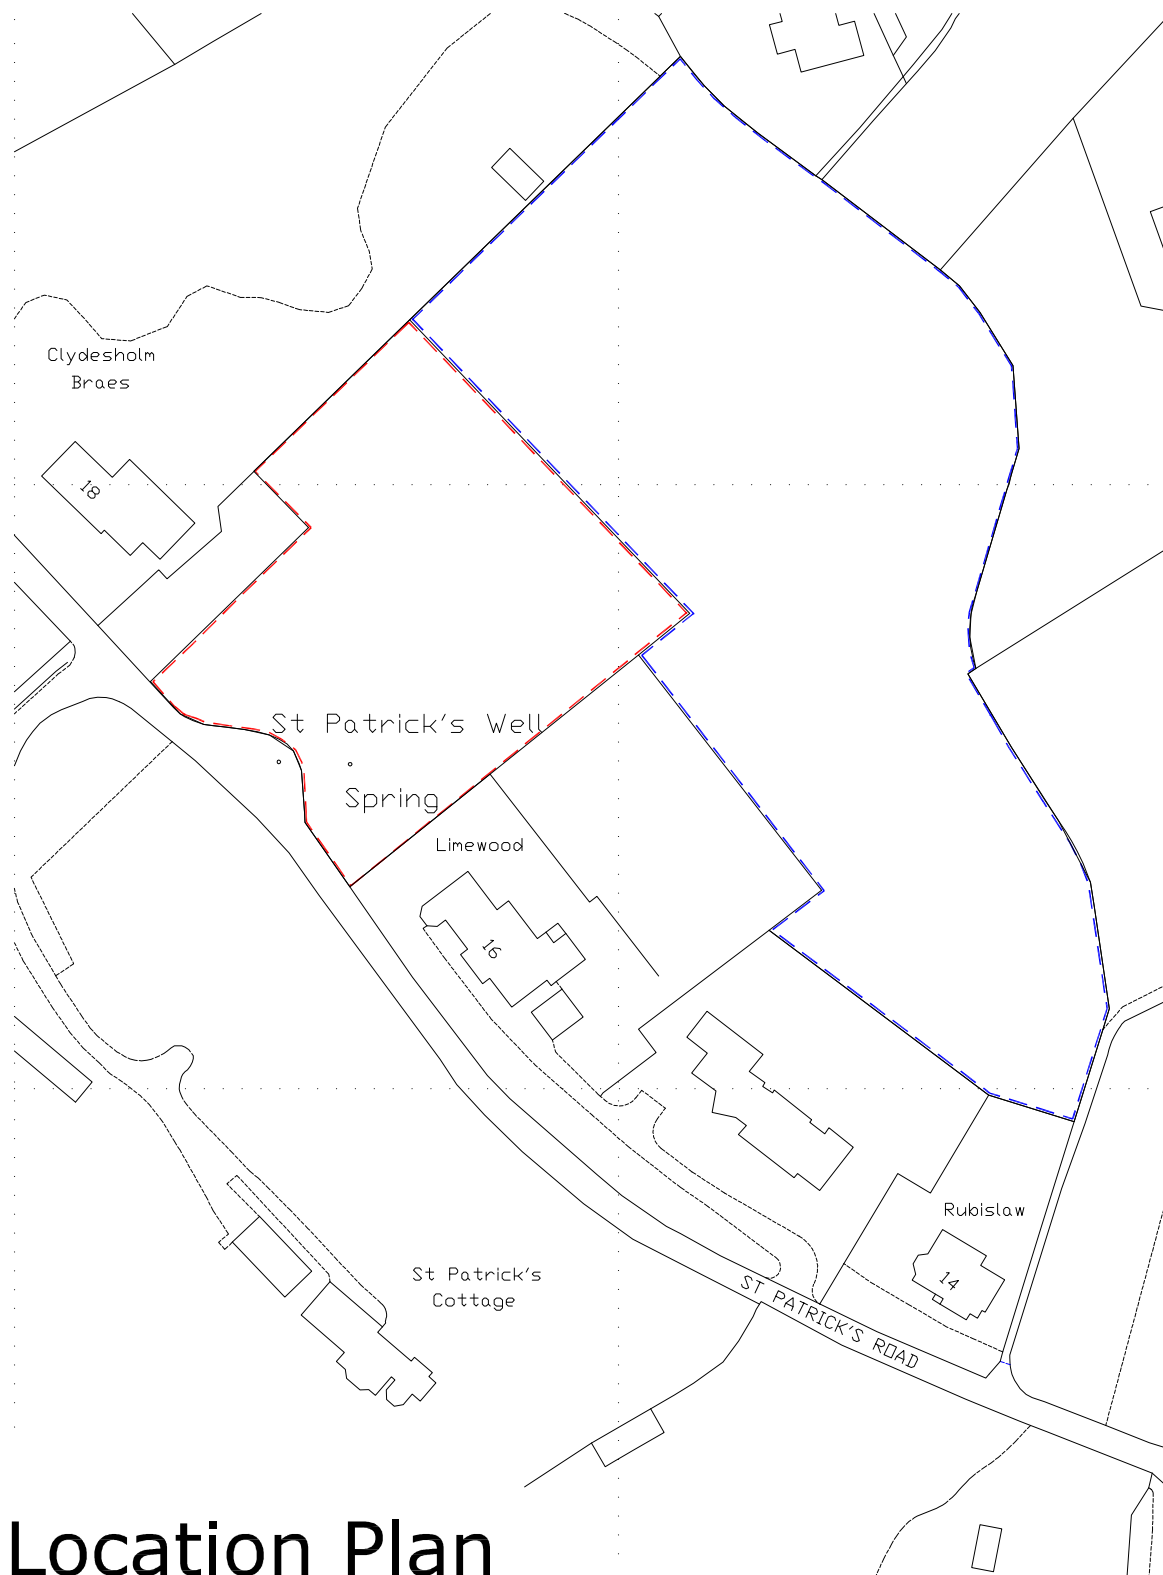 Clydesholm
Braes
18
St Patrick's Well
Spring
Limewood
16
Rubislaw
14
St Patrick's
Cottage
ST PATRICK'S ROAD
Location Plan